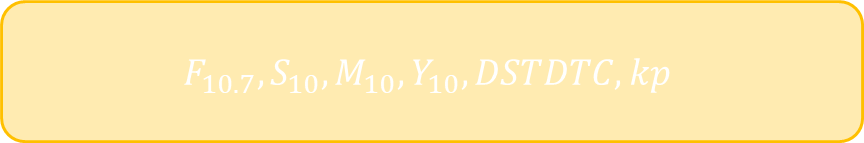 F₁₀.₇, S₁₀, M₁₀, Y₁₀, DSTDTC, kp